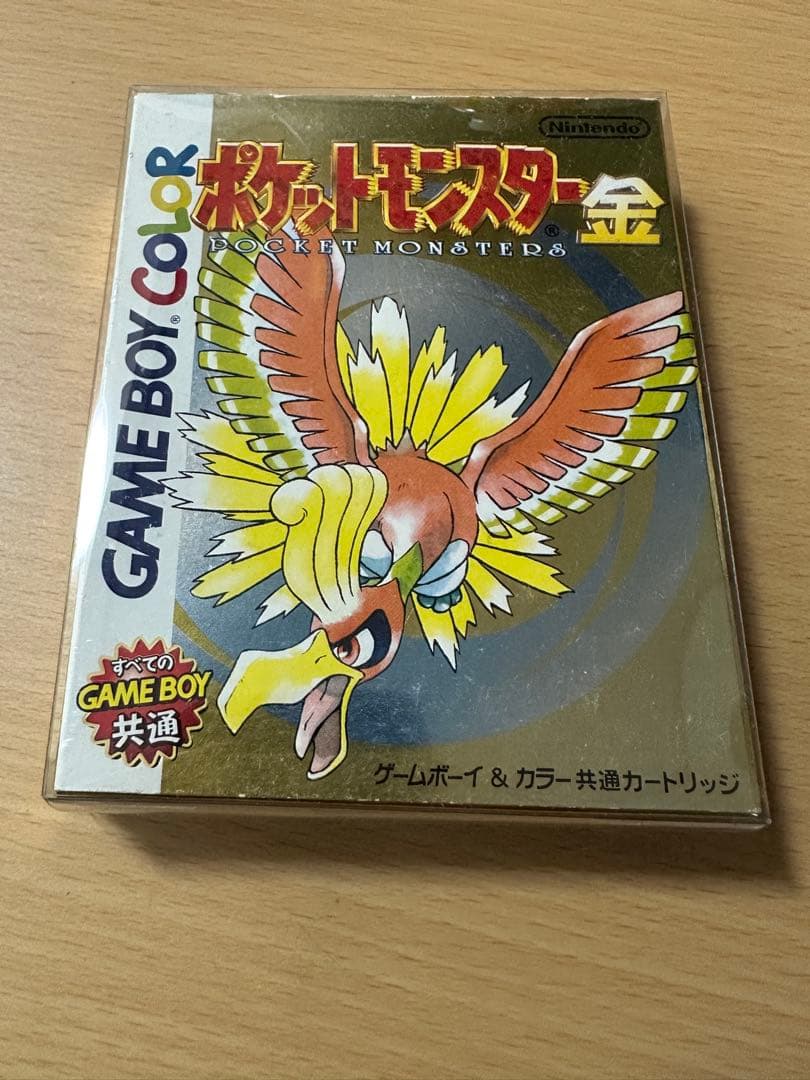 Nintendo
ポケットモンスター金
®
POCKET MONSTERS
GAME BOY® COLOR
すべての
GAME BOY
共通
ゲームボーイ & カラー共通カートリッジ